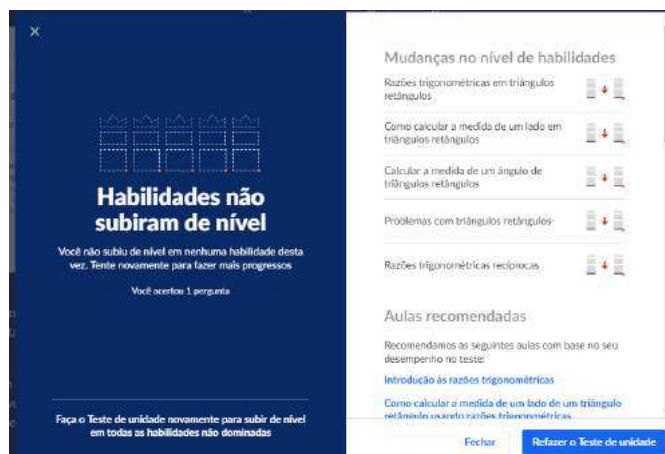 Habilidades não
subiram de nível
Você não subiu de nível em nenhuma habilidade desta
vez. Tente novamente para fazer mais progressos
Você acertou 1 pergunta
Faça o Teste de unidade novamente para subir de nível
em todas as habilidades não dominadas
Mudanças no nível de habilidades
Razões trigonométricas em triângulos
retângulos
Como calcular a medida de um lado em
triângulos retângulos
Calcular a medida de um ângulo de
triângulos retângulos
Problemas com triângulos retângulos
Razões trigonométricas recíprocas
Aulas recomendadas
Recomendamos as seguintes aulas com base no seu
desempenho no teste:
Introdução às razões trigonométricas
Como calcular a medida de um lado de um triângulo
retângulo usando razões trigonométricas
Fechar
Refazer o Teste de unidade